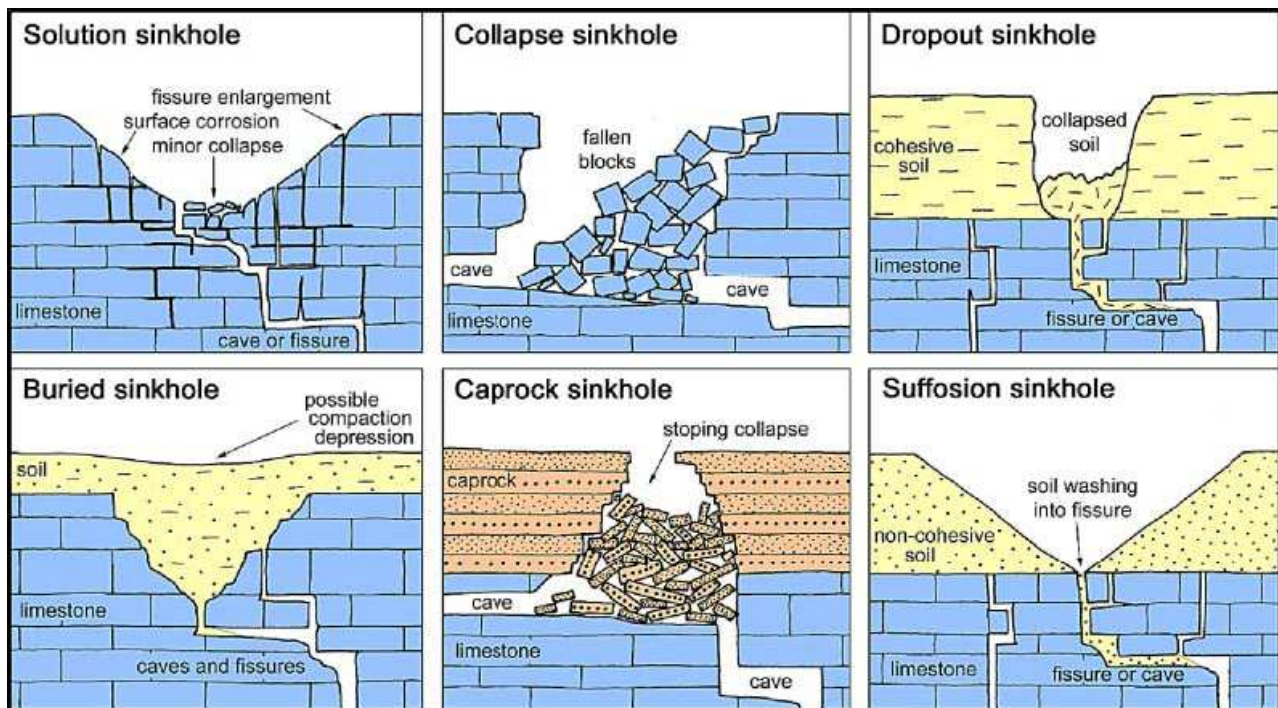 Solution sinkhole
fissure enlargement
surface corrosion
minor collapse
limestone
cave or fissure
Collapse sinkhole
fallen
blocks
cave
cave
limestone
Dropout sinkhole
collapsed
soil
cohesive
soil
limestone
fissure or cave
Buried sinkhole
possible
compaction
depression
soil
limestone
caves and fissures
Caprock sinkhole
stoping collapse
caprock
cave
limestone
cave
Suffosion sinkhole
soil washing
into fissure
non-cohesive
soil
limestone
fissure or cave